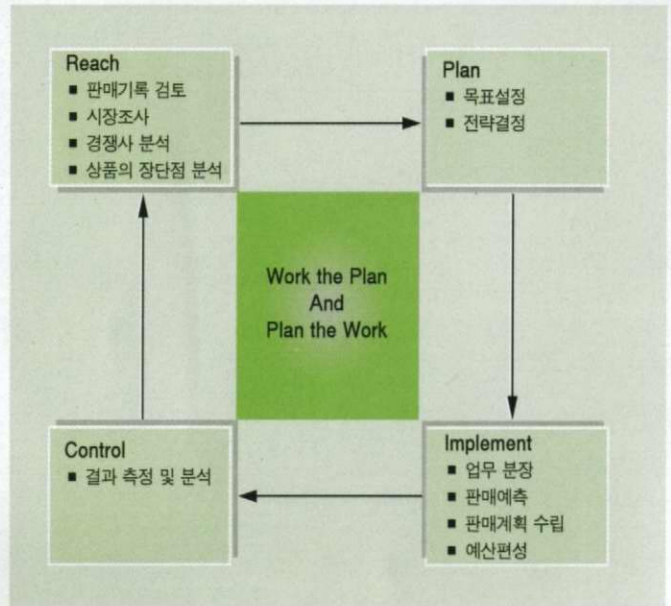 Reach
■ 판매기록 검토
■ 시장조사
■ 경쟁사 분석
■ 상품의 장단점 분석
Plan
■ 목표설정
■ 전략결정
Work the Plan
And
Plan the Work
Control
■ 결과 측정 및 분석
Implement
■ 업무 분장
■ 판매예측
■ 판매계획 수립
■ 예산편성